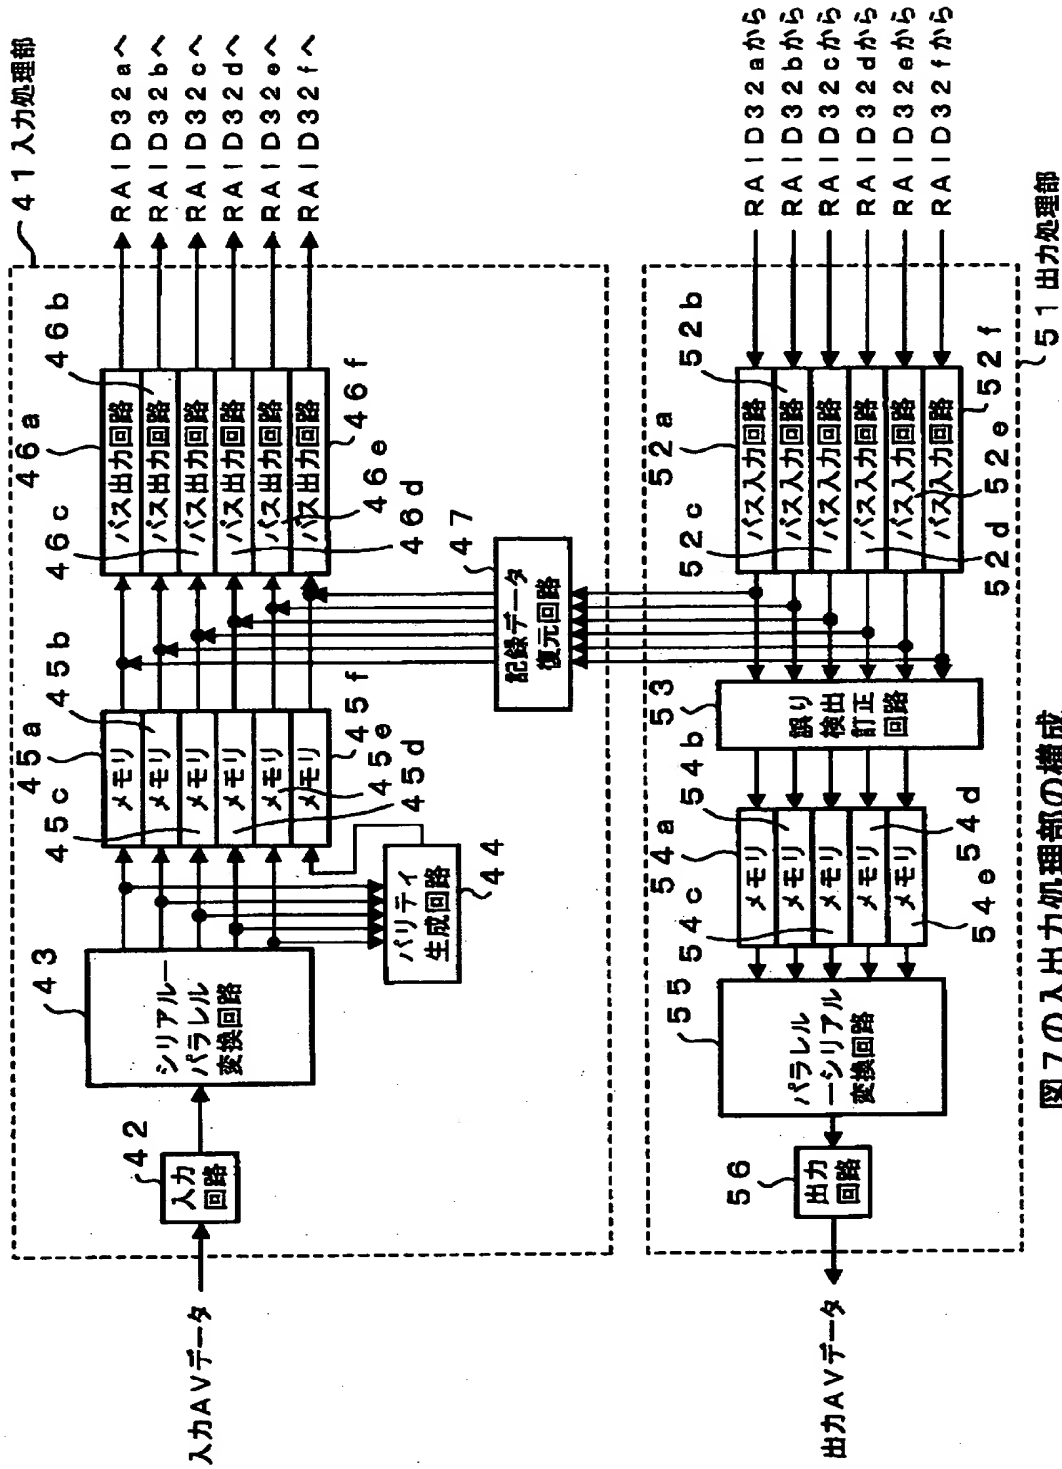 41 入力処理部
入力AVデータ
42
入力
回路
43
シリアルー
パラレル
変換回路
44
パリティ
生成回路
45a
45b
45c
メモリ
メモリ
メモリ
メモリ
メモリ
メモリ
45f
45e
45d
46a
46b
46c
バス出力回路
バス出力回路
バス出力回路
バス出力回路
バス出力回路
バス出力回路
46f
46e
46d
RAID32aへ
RAID32bへ
RAID32cへ
RAID32dへ
RAID32eへ
RAID32fへ
47
記録データ
復元回路
出力AVデータ
56
出力
回路
55
パラレル
ーシリアル
変換回路
54a
54b
54c
メモリ
メモリ
メモリ
メモリ
メモリ
54d
54e
53
誤り
検出
訂正
回路
52a
52b
52c
バス入力回路
バス入力回路
バス入力回路
バス入力回路
バス入力回路
バス入力回路
52f
52e
52d
RAID32aから
RAID32bから
RAID32cから
RAID32dから
RAID32eから
RAID32fから
51 出力処理部
図7の入出力処理部の構成